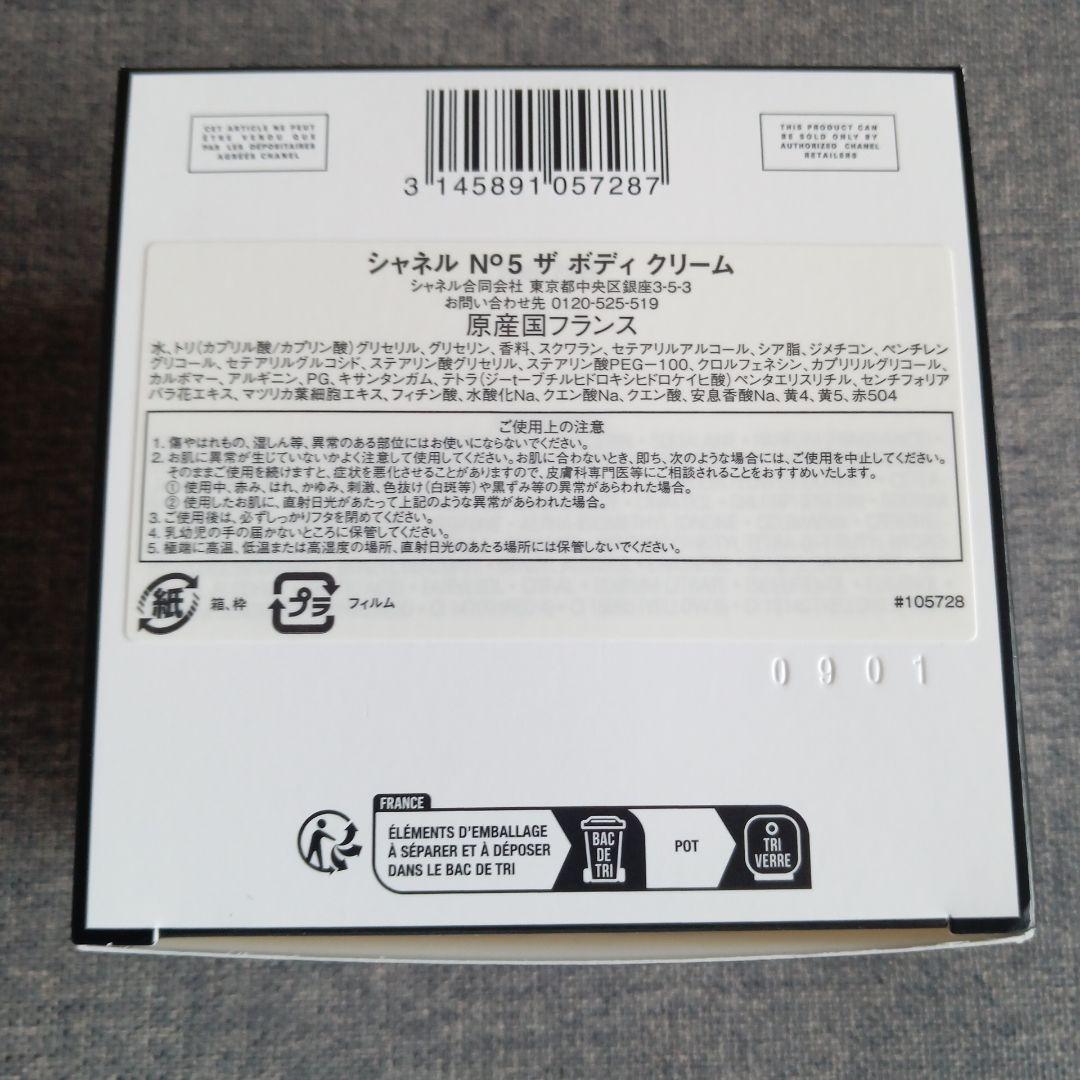 CET ARTICLE NE PEUT
ÊTRE VENDU QUE
PAR LES DÉPOSITAIRES
AGRÉÉS CHANEL
3 145891 057287
THIS PRODUCT CAN
BE SOLD ONLY BY
AUTHORIZED CHANEL
RETAILERS
シャネル Nº5 ザ ボディ クリーム
シャネル合同会社 東京都中央区銀座3-5-3
お問い合わせ先 0120-525-519
原産国フランス
水、トリ(カプリル酸/カプリン酸)グリセリル、グリセリン、香料、スクワラン、セテアリルアルコール、シア脂、ジメチコン、ペンチレン
グリコール、セテアリルグルコシド、ステアリン酸グリセリル、ステアリン酸PEG-100、クロルフェネシン、カプリリルグリコール、
カルボマー、アルギニン、PG、キサンタンガム、テトラ(ジ-t-ブチルヒドロキシヒドロケイヒ酸)ペンタエリスリチル、センチフォリア
バラ花エキス、マツリカ葉細胞エキス、フィチン酸、水酸化Na、クエン酸Na、クエン酸、安息香酸Na、黄4、黄5、赤504
ご使用上の注意
1. 傷やはれもの、湿しん等、異常のある部位にはお使いにならないでください。
2. お肌に異常が生じていないかよく注意して使用してください。お肌に合わないとき、即ち、次のような場合には、ご使用を中止してください。
そのままご使用を続けますと、症状を悪化させることがありますので、皮膚科専門医等にご相談されることをおすすめいたします。
① 使用中、赤み、はれ、かゆみ、刺激、色抜け(白斑等)や黒ずみ等の異常があらわれた場合。
② 使用したお肌に、直射日光があたって上記のような異常があらわれた場合。
3. ご使用後は、必ずしっかりフタを閉めてください。
4. 乳幼児の手の届かないところに保管してください。
5. 極端に高温、低温または高湿度の場所、直射日光のあたる場所には保管しないでください。
紙 箱、枠 プラ フィルム #105728
0901
FRANCE
ÉLÉMENTS D'EMBALLAGE
À SÉPARER ET À DÉPOSER
DANS LE BAC DE TRI
BAC
DE
TRI
POT
TRI
VERRE